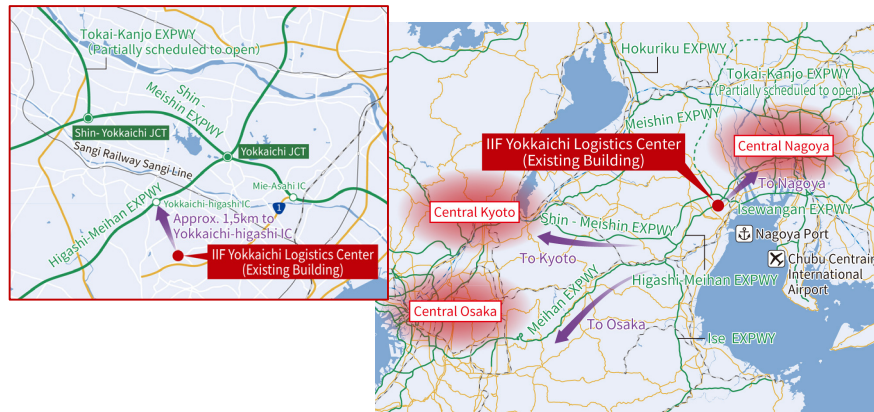 Tokai-Kanjo EXPWY
(Partially scheduled to open)
Shin -
Meishin EXPWY
Shin- Yokkaichi JCT
Yokkaichi JCT
Sangi Railway Sangi-Line
Mie-Asahi IC
Yokkaichi-higashi IC
1
Higashi-Meihan EXPWY
Approx. 1,5km to
Yokkaichi-higashi IC
IIF Yokkaichi Logistics Center
(Existing Building)
Hokuriku EXPWY
Tokai-Kanjo EXPWY
(Partially scheduled to open)
Meishin EXPWY
IIF Yokkaichi Logistics Center
(Existing Building)
Central Nagoya
To Nagoya
Central Kyoto
Isewangan EXPWY
Shin - Meishin EXPWY
Nagoya Port
To Kyoto
Chubu Centrair
International
Airport
Higashi-Meihan EXPWY
Central Osaka
Meihan EXPWY
To Osaka
Ise EXPWY